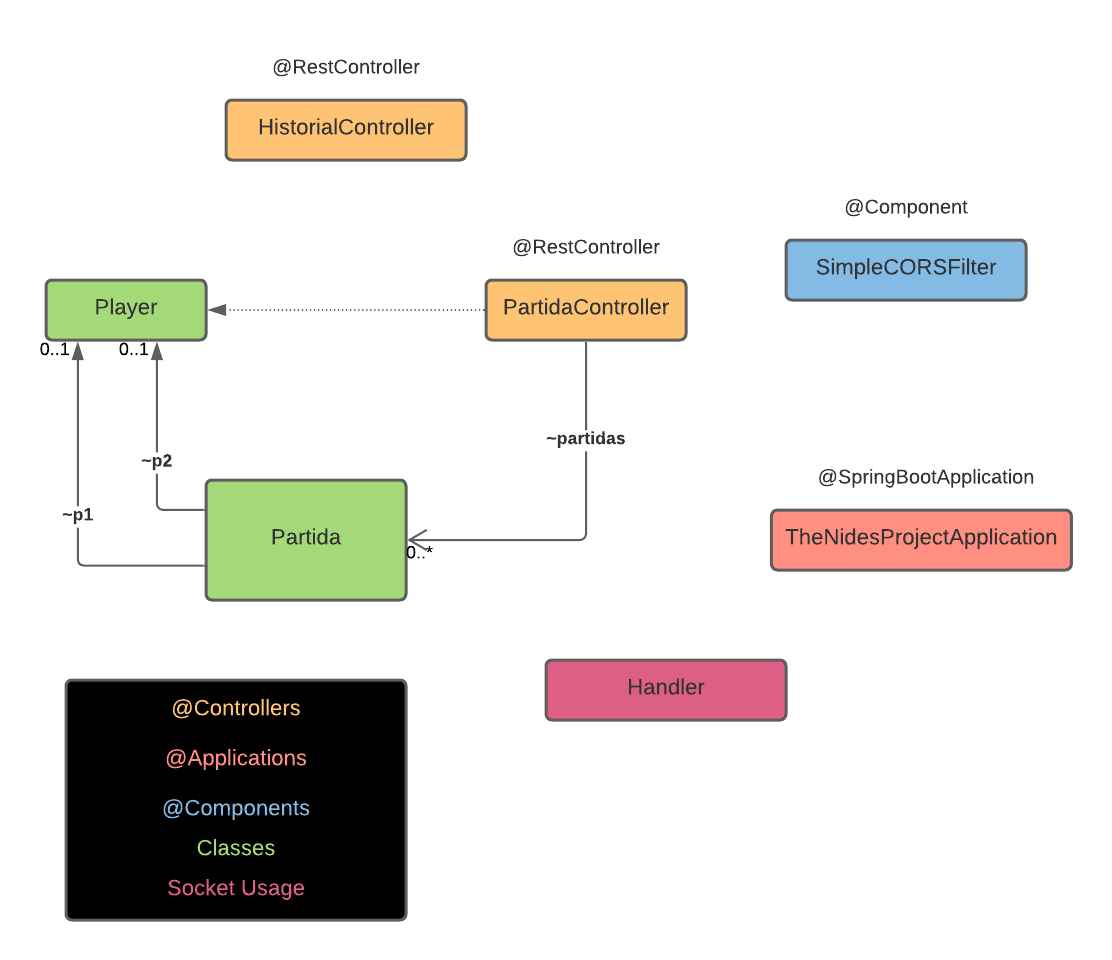 @RestController
HistorialController
@Component
SimpleCORSFilter
@RestController
PartidaController
Player
0..1
0..1
~partidas
~p2
~p1
Partida
0..*
@SpringBootApplication
TheNidesProjectApplication
Handler
@Controllers
@Applications
@Components
Classes
Socket Usage